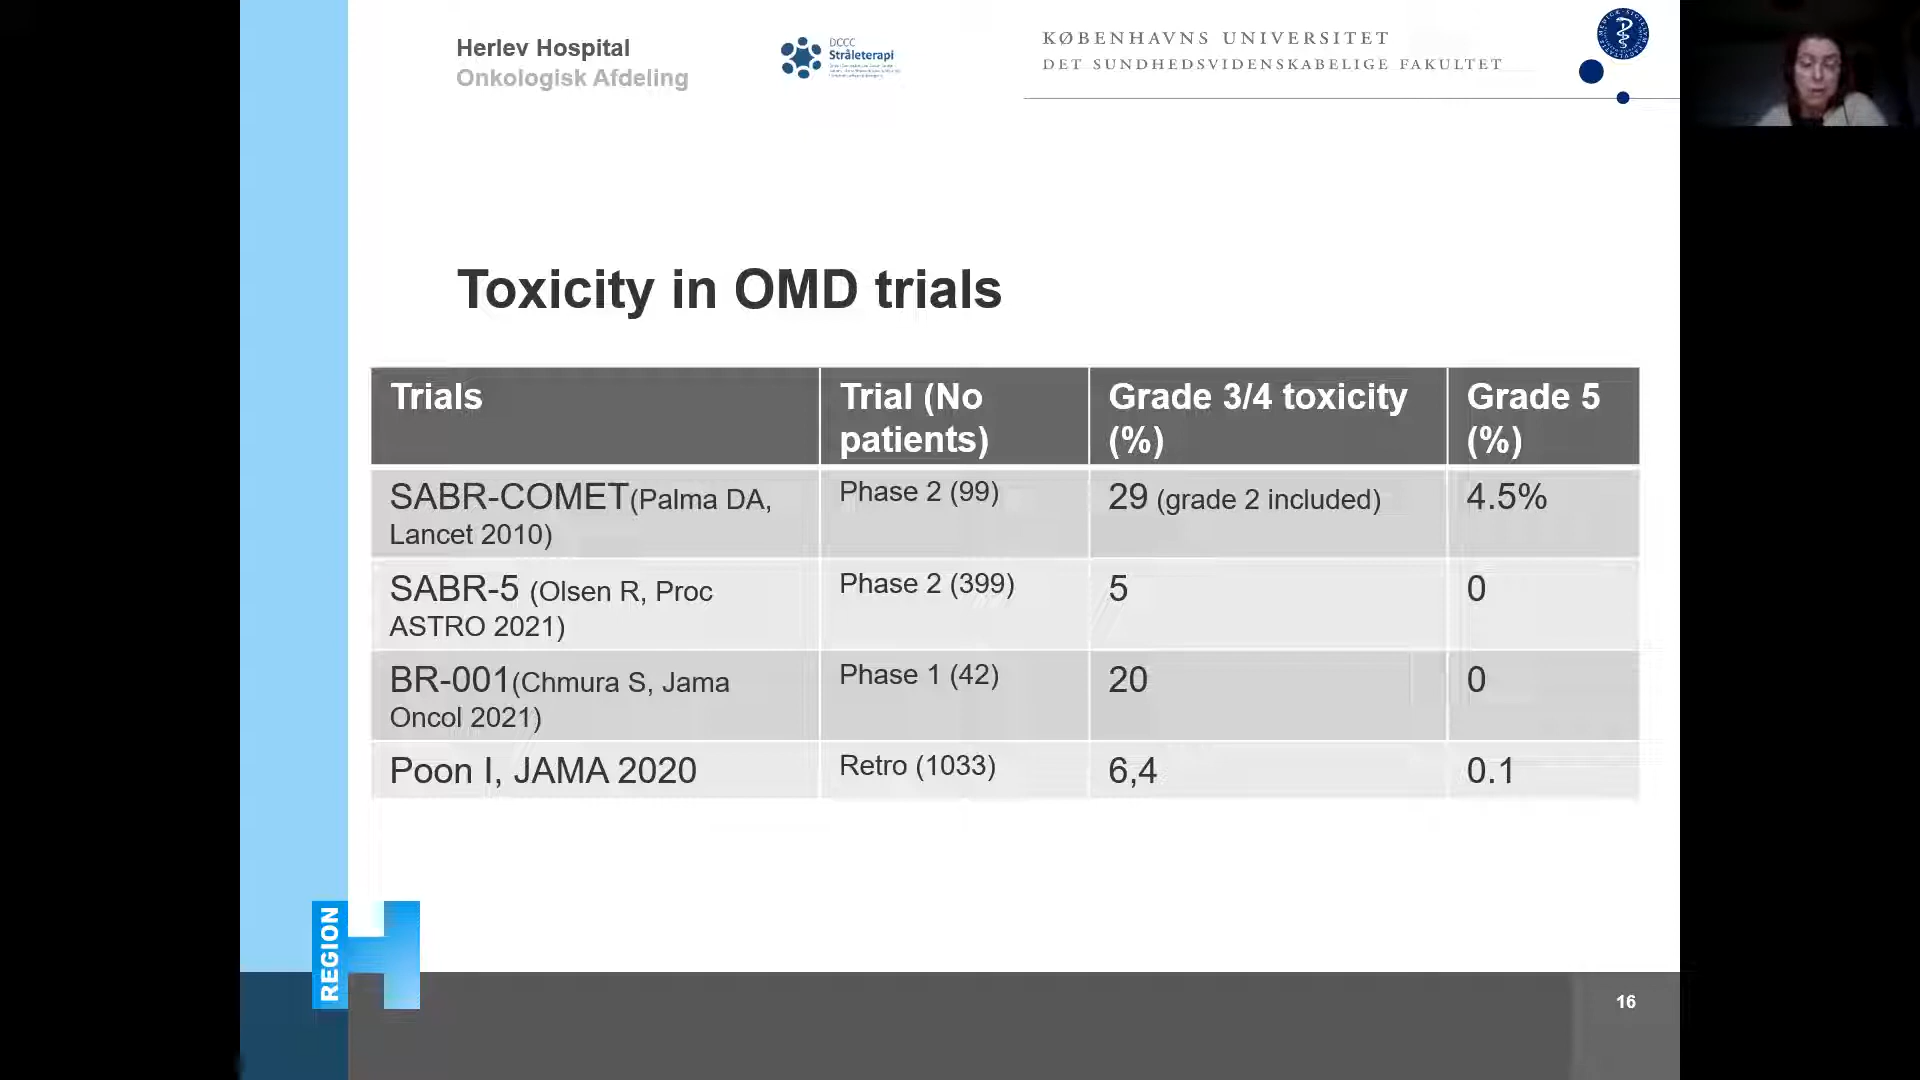 Herlev Hospital
Onkologisk Afdeling
DCCC
Stråleterapi
KØBENHAVNS UNIVERSITET
DET SUNDHEDSVIDENSKABELIGE FAKULTET
Toxicity in OMD trials
Trials
Trial (No
patients)
Grade 3/4 toxicity
(%)
Grade 5
(%)
SABR-COMET(Palma DA,
Lancet 2010)
Phase 2 (99)
29 (grade 2 included)
4.5%
SABR-5 (Olsen R, Proc
ASTRO 2021)
Phase 2 (399)
5
0
BR-001(Chmura S, Jama
Oncol 2021)
Phase 1 (42)
20
0
Poon I, JAMA 2020
Retro (1033)
6,4
0.1
REGION
16